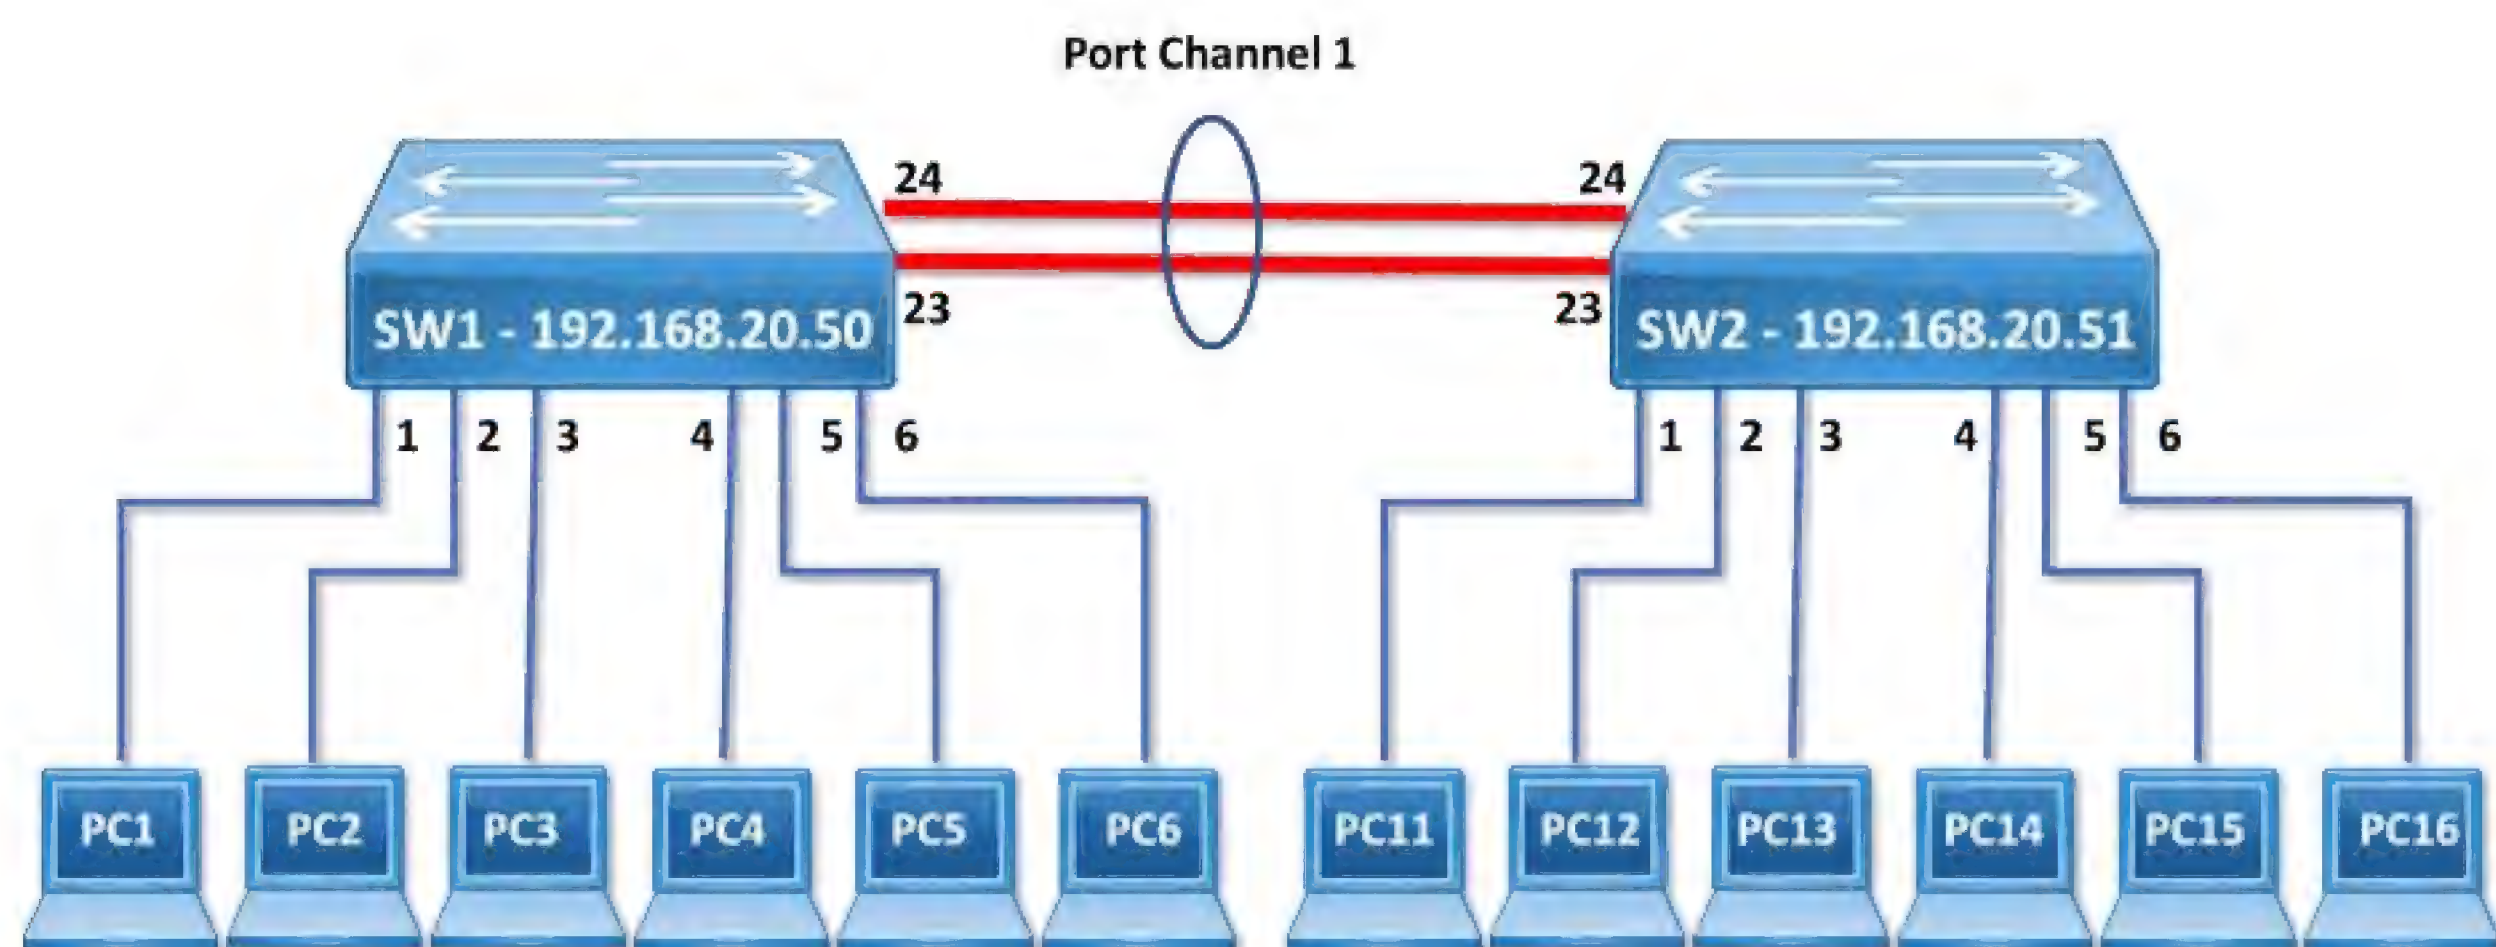 Port Channel 1
24
24
23
23
SW1 - 192.168.20.50
SW2 - 192.168.20.51
1
2
3
4
5
6
1
2
3
4
5
6
PC1
PC2
PC3
PC4
PC5
PC6
PC11
PC12
PC13
PC14
PC15
PC16